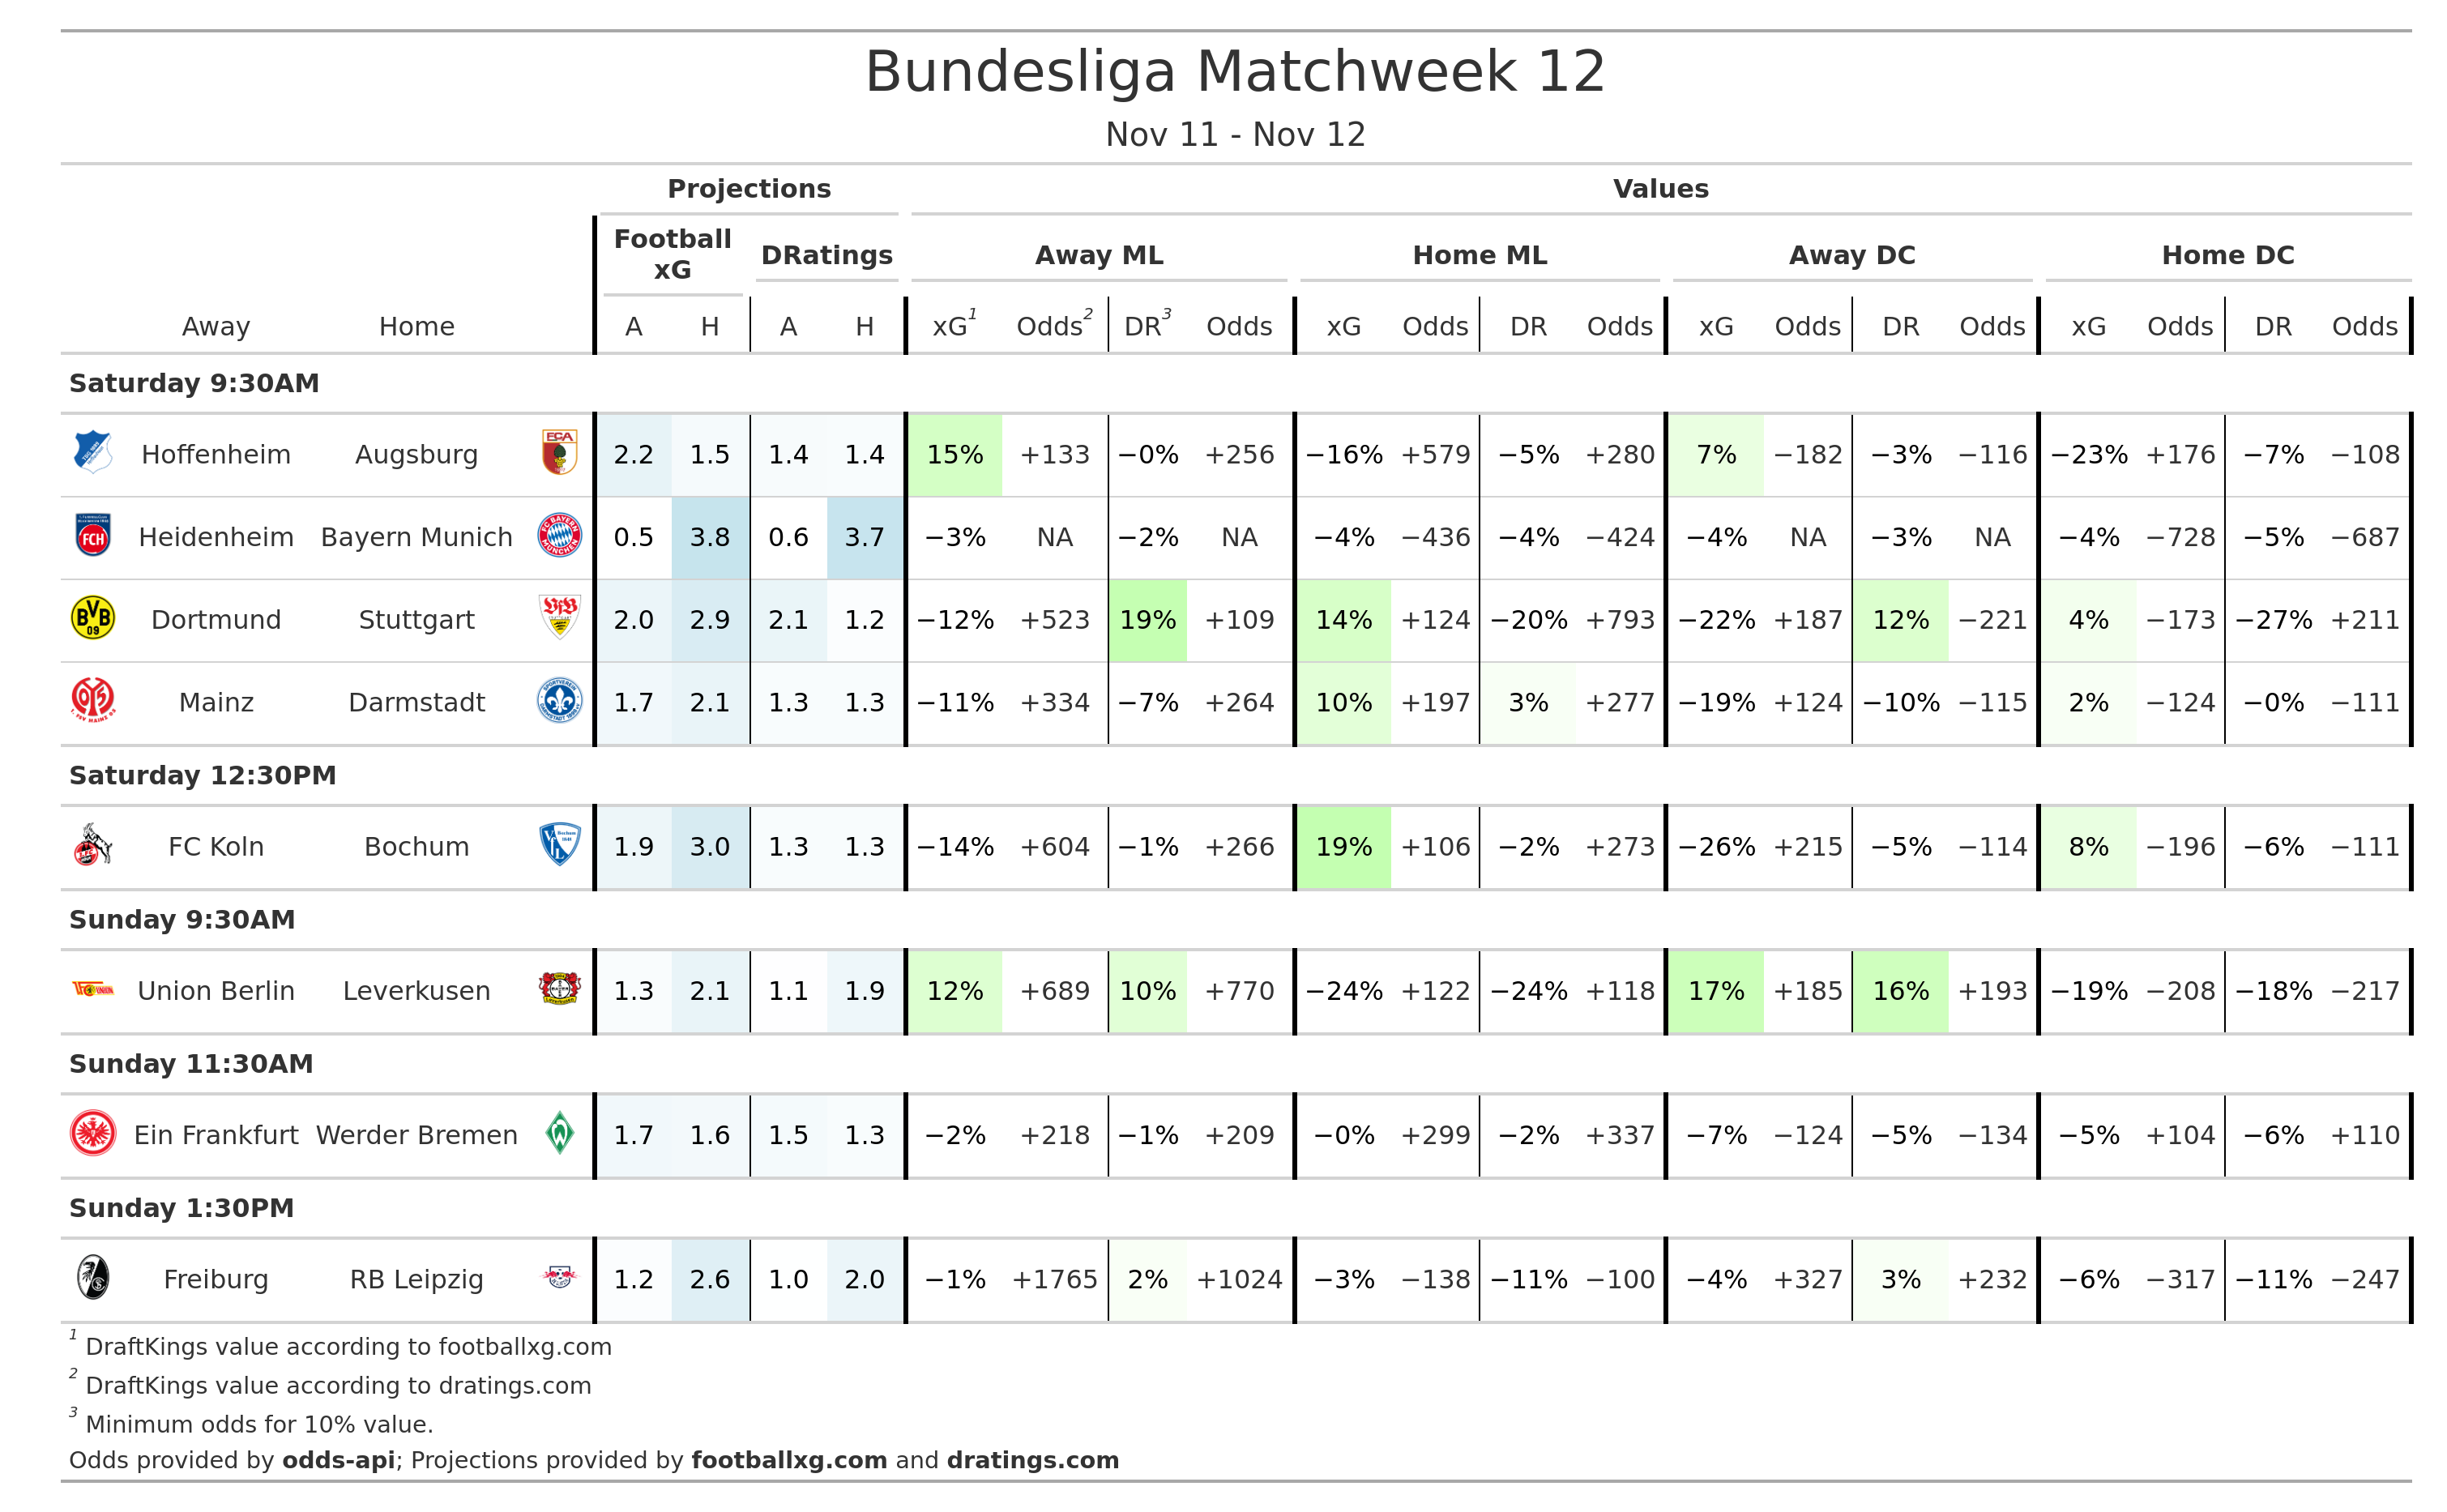 Bundesliga Matchweek 12
Nov 11 - Nov 12
Projections Values
Football xG DRatings Away ML Home ML Away DC Home DC
Away Home A H A H xG1 Odds2 DR3 Odds xG Odds DR Odds xG Odds DR Odds xG Odds DR Odds
Saturday 9:30AM
Hoffenheim Augsburg 2.2 1.5 1.4 1.4 15% +133 −0% +256 −16% +579 −5% +280 7% −182 −3% −116 −23% +176 −7% −108
Heidenheim Bayern Munich 0.5 3.8 0.6 3.7 −3% NA −2% NA −4% −436 −4% −424 −4% NA −3% NA −4% −728 −5% −687
Dortmund Stuttgart 2.0 2.9 2.1 1.2 −12% +523 19% +109 14% +124 −20% +793 −22% +187 12% −221 4% −173 −27% +211
Mainz Darmstadt 1.7 2.1 1.3 1.3 −11% +334 −7% +264 10% +197 3% +277 −19% +124 −10% −115 2% −124 −0% −111
Saturday 12:30PM
FC Koln Bochum 1.9 3.0 1.3 1.3 −14% +604 −1% +266 19% +106 −2% +273 −26% +215 −5% −114 8% −196 −6% −111
Sunday 9:30AM
Union Berlin Leverkusen 1.3 2.1 1.1 1.9 12% +689 10% +770 −24% +122 −24% +118 17% +185 16% +193 −19% −208 −18% −217
Sunday 11:30AM
Ein Frankfurt Werder Bremen 1.7 1.6 1.5 1.3 −2% +218 −1% +209 −0% +299 −2% +337 −7% −124 −5% −134 −5% +104 −6% +110
Sunday 1:30PM
Freiburg RB Leipzig 1.2 2.6 1.0 2.0 −1% +1765 2% +1024 −3% −138 −11% −100 −4% +327 3% +232 −6% −317 −11% −247
1 DraftKings value according to footballxg.com
2 DraftKings value according to dratings.com
3 Minimum odds for 10% value.
Odds provided by odds-api; Projections provided by footballxg.com and dratings.com